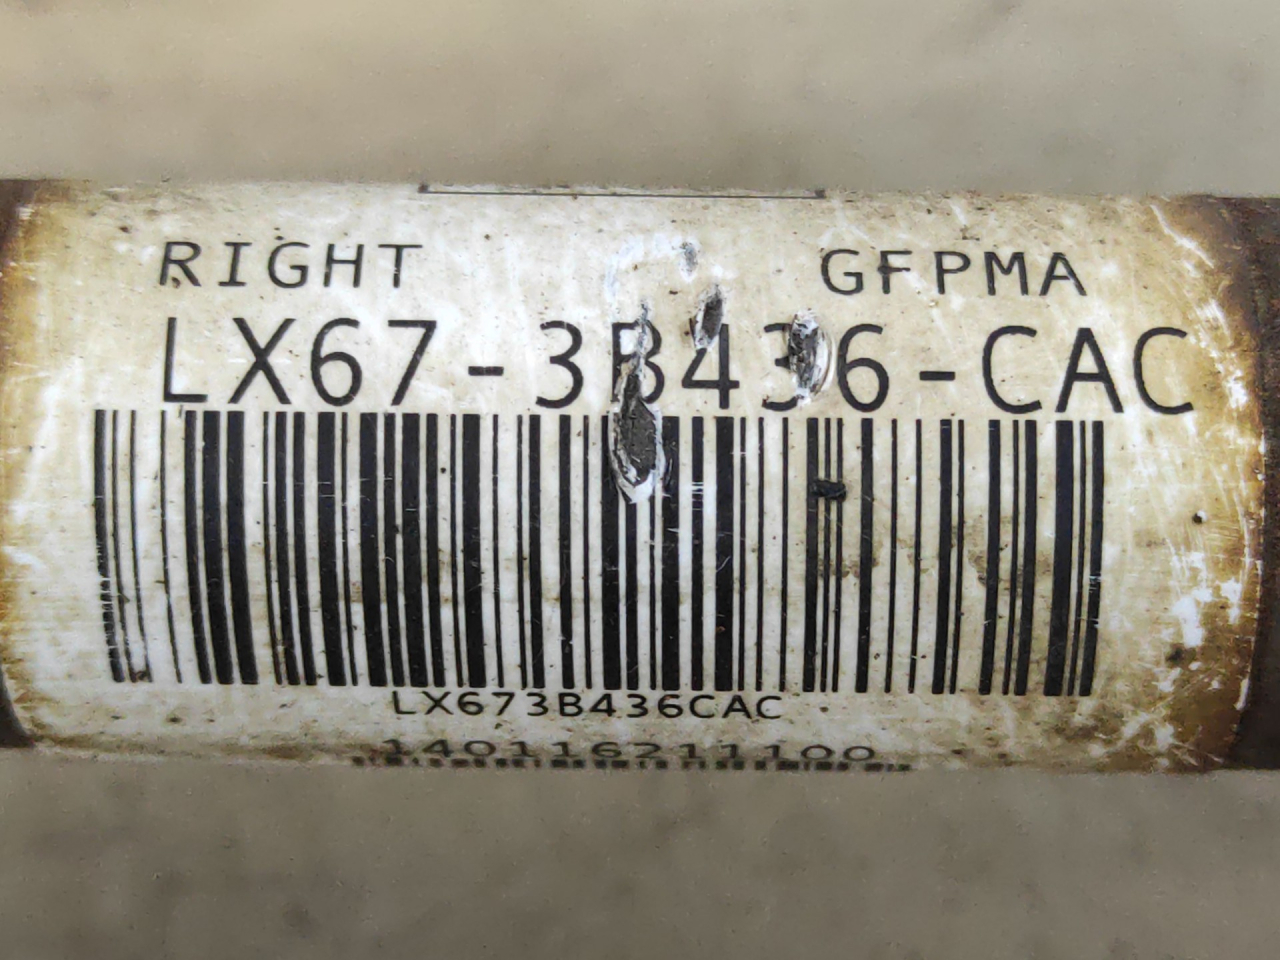 RIGHT GFPMA
LX67-3B436-CAC
LX673B436CAC
140116211100